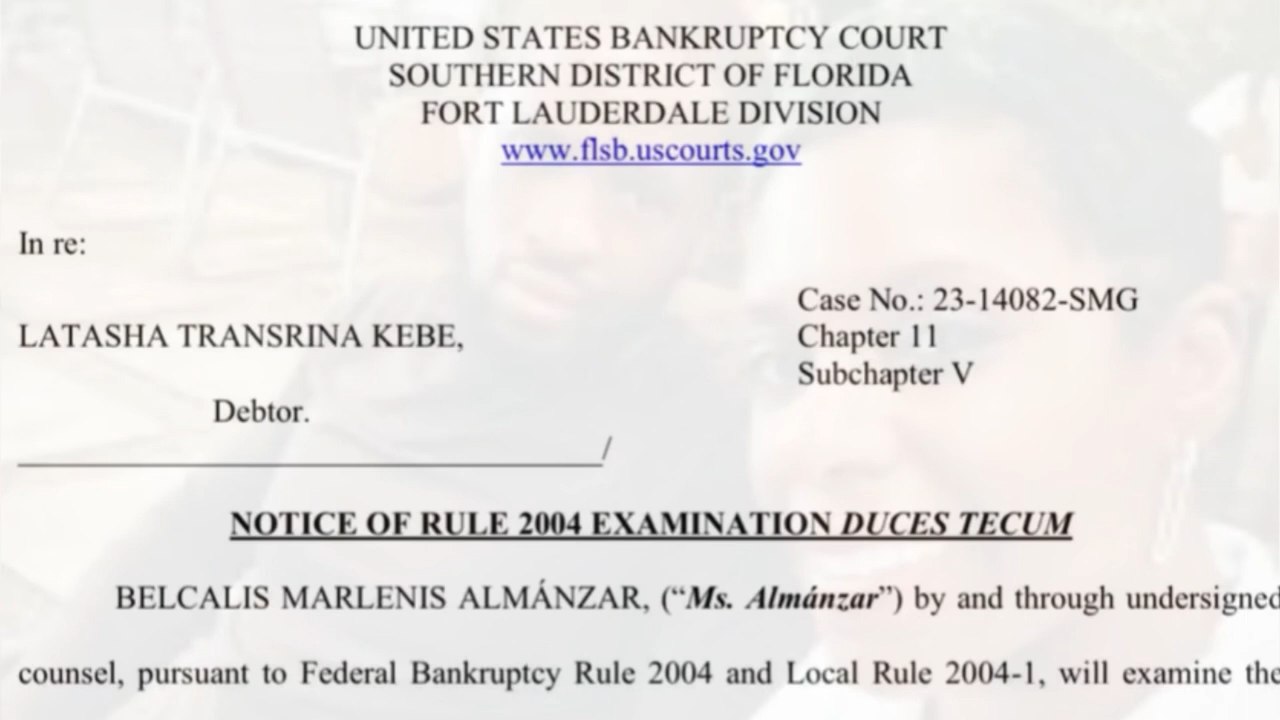 UNITED STATES BANKRUPTCY COURT
SOUTHERN DISTRICT OF FLORIDA
FORT LAUDERDALE DIVISION
www.flsb.uscourts.gov
In re:
Case No.: 23-14082-SMG
LATASHA TRANSRINA KEBE,
Chapter 11
Subchapter V
Debtor.
/
NOTICE OF RULE 2004 EXAMINATION DUCES TECUM
BELCALIS MARLENIS ALMÁNZAR, (“Ms. Almánzar”) by and through undersigned
counsel, pursuant to Federal Bankruptcy Rule 2004 and Local Rule 2004-1, will examine the